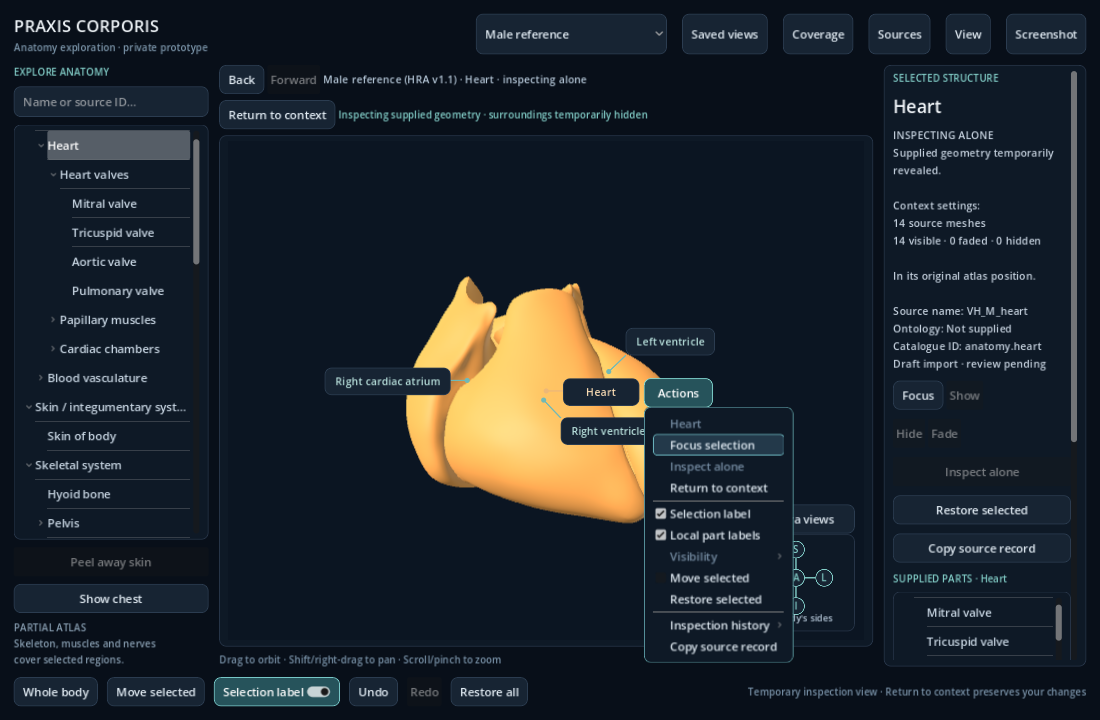 PRAXIS CORPORIS
Anatomy exploration · private prototype
Male reference
Saved views
Coverage
Sources
View
Screenshot
EXPLORE ANATOMY
Name or source ID...
Heart
Heart valves
Mitral valve
Tricuspid valve
Aortic valve
Pulmonary valve
Papillary muscles
Cardiac chambers
Blood vasculature
Skin / integumentary syst...
Skin of body
Skeletal system
Hyoid bone
Pelvis
Peel away skin
Show chest
PARTIAL ATLAS
Skeleton, muscles and nerves
cover selected regions.
Back
Forward
Male reference (HRA v1.1) · Heart · inspecting alone
Return to context
Inspecting supplied geometry · surroundings temporarily hidden
Left ventricle
Right cardiac atrium
Heart
Actions
Right ventricle
Heart
Focus selection
Inspect alone
Return to context
Selection label
Local part labels
Visibility
Move selected
Restore selected
Inspection history
Copy source record
a views
S
A
L
I
y's sides
Drag to orbit · Shift/right-drag to pan · Scroll/pinch to zoom
SELECTED STRUCTURE
Heart
INSPECTING ALONE
Supplied geometry temporarily
revealed.
Context settings:
14 source meshes
14 visible · 0 faded · 0 hidden
In its original atlas position.
Source name: VH_M_heart
Ontology: Not supplied
Catalogue ID: anatomy.heart
Draft import · review pending
Focus
Show
Hide
Fade
Inspect alone
Restore selected
Copy source record
SUPPLIED PARTS · Heart
Mitral valve
Tricuspid valve
Whole body
Move selected
Selection label
Undo
Redo
Restore all
Temporary inspection view · Return to context preserves your changes